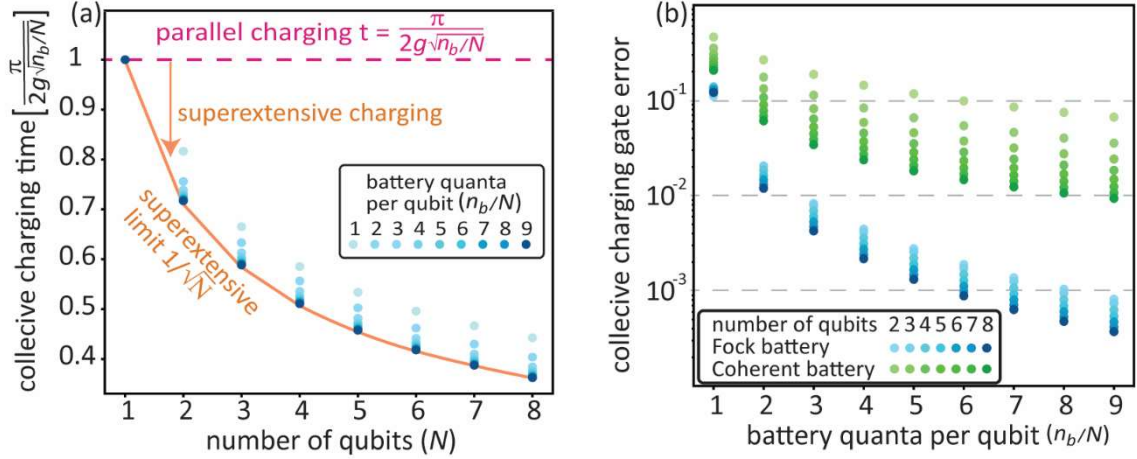 (a)
parallel charging t = π / 2g√n_b/N
collecive charging time [π / 2g√n_b/N]
1
0.9
0.8
0.7
0.6
0.5
0.4
superextensive charging
superextensive
limit 1/√N
battery quanta
per qubit (n_b/N)
1 2 3 4 5 6 7 8 9
1 2 3 4 5 6 7 8
number of qubits (N)
(b)
collective charging gate error
10⁻¹
10⁻²
10⁻³
number of qubits 2 3 4 5 6 7 8
Fock battery
Coherent battery
1 2 3 4 5 6 7 8 9
battery quanta per qubit (n_b/N)